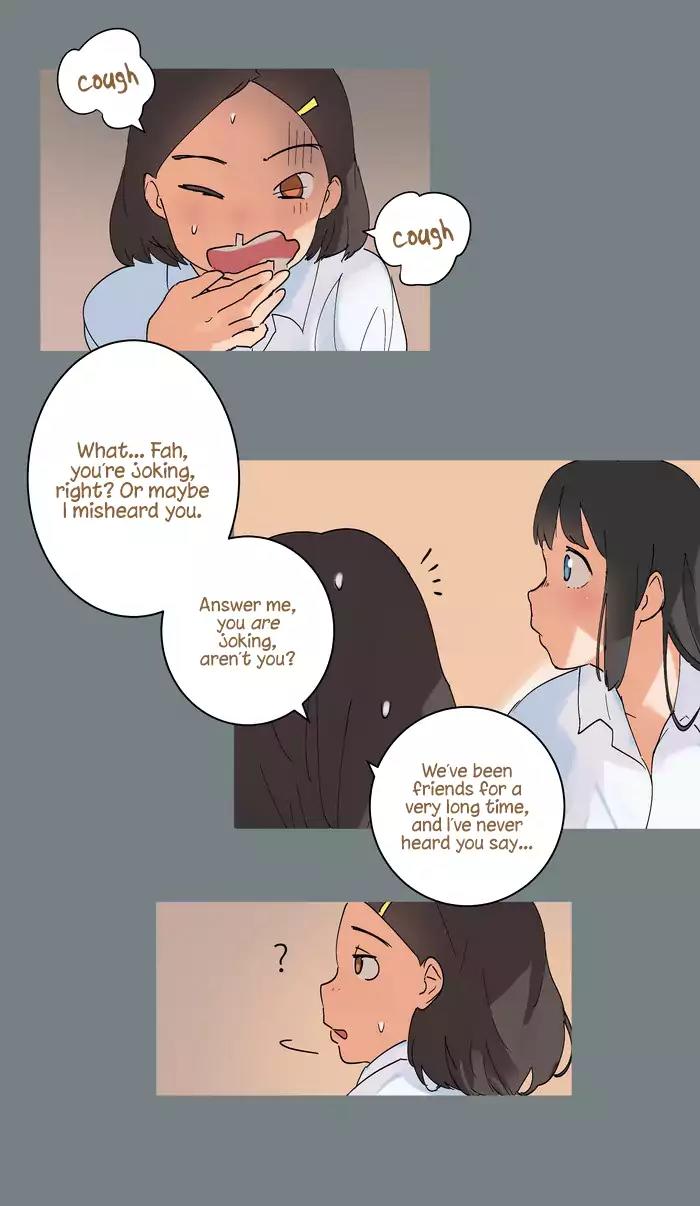 cough
cough
What... Fah,
you're joking,
right? Or maybe
I misheard you.
Answer me,
you are
joking,
aren't you?
We've been
friends for a
very long time,
and I've never
heard you say...
?